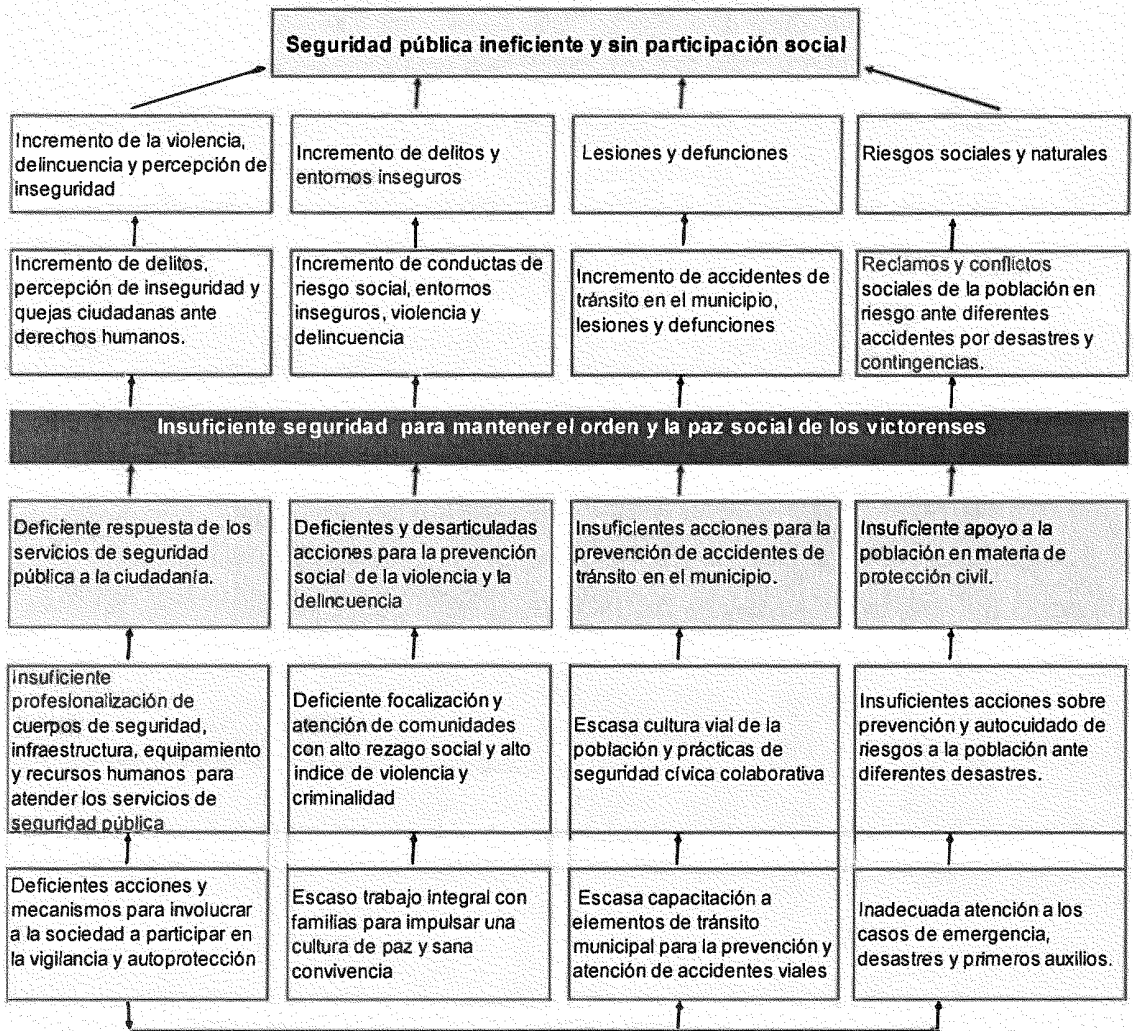 Seguridad pública ineficiente y sin participación social
Incremento de la violencia,
delincuencia y percepción de
inseguridad
Incremento de delitos y
entornos inseguros
Lesiones y defunciones
Riesgos sociales y naturales
Incremento de delitos,
percepción de inseguridad y
quejas ciudadanas ante
derechos humanos.
Incremento de conductas de
riesgo social, entornos
inseguros, violencia y
delincuencia
Incremento de accidentes de
tránsito en el municipio,
lesiones y defunciones
Reclamos y conflictos
sociales de la población en
riesgo ante diferentes
accidentes por desastres y
contingencias.
Insuficiente seguridad para mantener el orden y la paz social de los victorenses
Deficiente respuesta de los
servicios de seguridad
pública a la ciudadanía.
Deficientes y desarticuladas
acciones para la prevención
social de la violencia y la
delincuencia
Insuficientes acciones para la
prevención de accidentes de
tránsito en el municipio.
Insuficiente apoyo a la
población en materia de
protección civil.
Insuficiente
profesionalización de
cuerpos de seguridad,
infraestructura, equipamiento
y recursos humanos para
atender los servicios de
seguridad pública
Deficiente focalización y
atención de comunidades
con alto rezago social y alto
índice de violencia y
criminalidad
Escasa cultura vial de la
población y prácticas de
seguridad cívica colaborativa
Insuficientes acciones sobre
prevención y autocuidado de
riesgos a la población ante
diferentes desastres.
Deficientes acciones y
mecanismos para involucrar
a la sociedad a participar en
la vigilancia y autoprotección
Escaso trabajo integral con
familias para impulsar una
cultura de paz y sana
convivencia
Escasa capacitación a
elementos de tránsito
municipal para la prevención y
atención de accidentes viales
Inadecuada atención a los
casos de emergencia,
desastres y primeros auxilios.